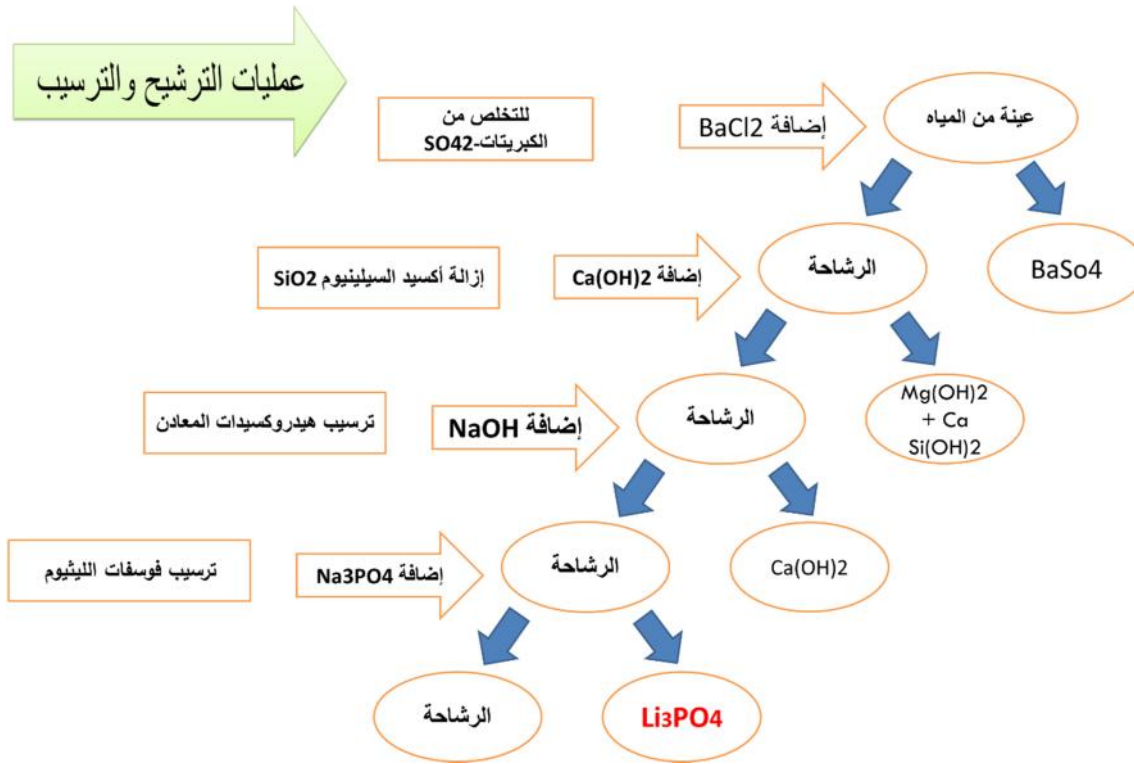 عمليات الترشيح والترسيب
عينة من المياه
إضافة BaCl2
للتخلص من
الكبريتات-SO42
BaSo4
الرشاحة
إضافة Ca(OH)2
إزالة أكسيد السيلينيوم SiO2
Mg(OH)2
+ Ca
Si(OH)2
الرشاحة
إضافة NaOH
ترسيب هيدروكسيدات المعادن
Ca(OH)2
الرشاحة
إضافة Na3PO4
ترسيب فوسفات الليثيوم
Li3PO4
الرشاحة